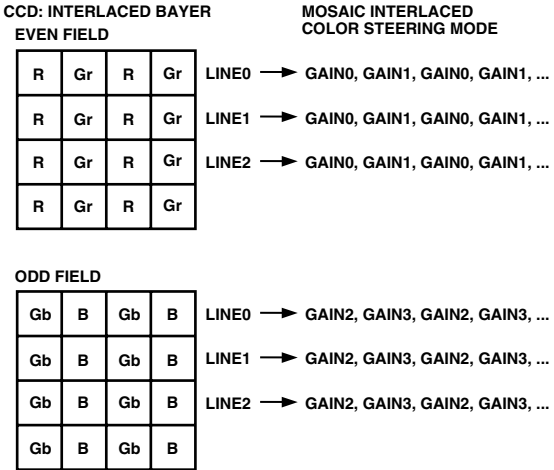 CCD: INTERLACED BAYER
EVEN FIELD
MOSAIC INTERLACED
COLOR STEERING MODE
R Gr R Gr LINE0 GAIN0, GAIN1, GAIN0, GAIN1, ...
R Gr R Gr LINE1 GAIN0, GAIN1, GAIN0, GAIN1, ...
R Gr R Gr LINE2 GAIN0, GAIN1, GAIN0, GAIN1, ...
R Gr R Gr
ODD FIELD
Gb B Gb B LINE0 GAIN2, GAIN3, GAIN2, GAIN3, ...
Gb B Gb B LINE1 GAIN2, GAIN3, GAIN2, GAIN3, ...
Gb B Gb B LINE2 GAIN2, GAIN3, GAIN2, GAIN3, ...
Gb B Gb B